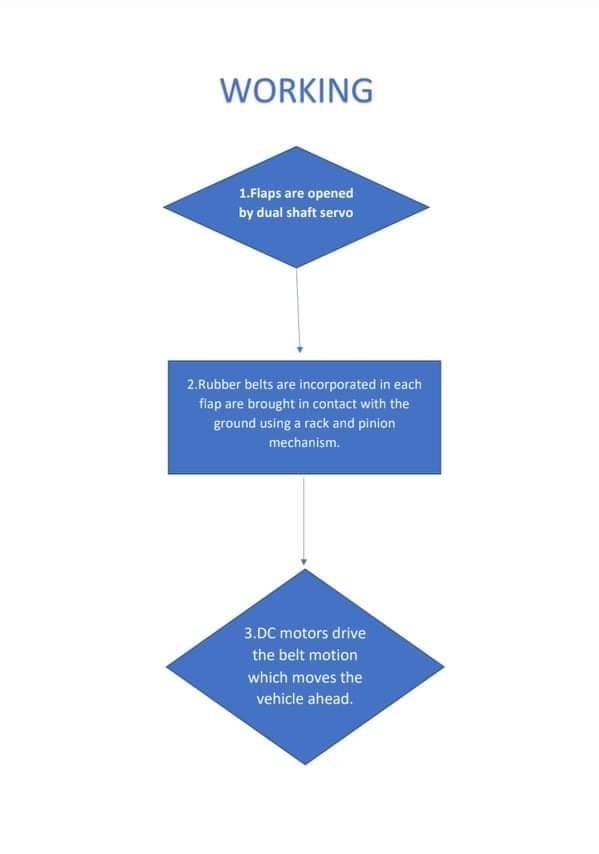 WORKING
1.Flaps are opened
by dual shaft servo
2.Rubber belts are incorporated in each
flap are brought in contact with the
ground using a rack and pinion
mechanism.
3.DC motors drive
the belt motion
which moves the
vehicle ahead.